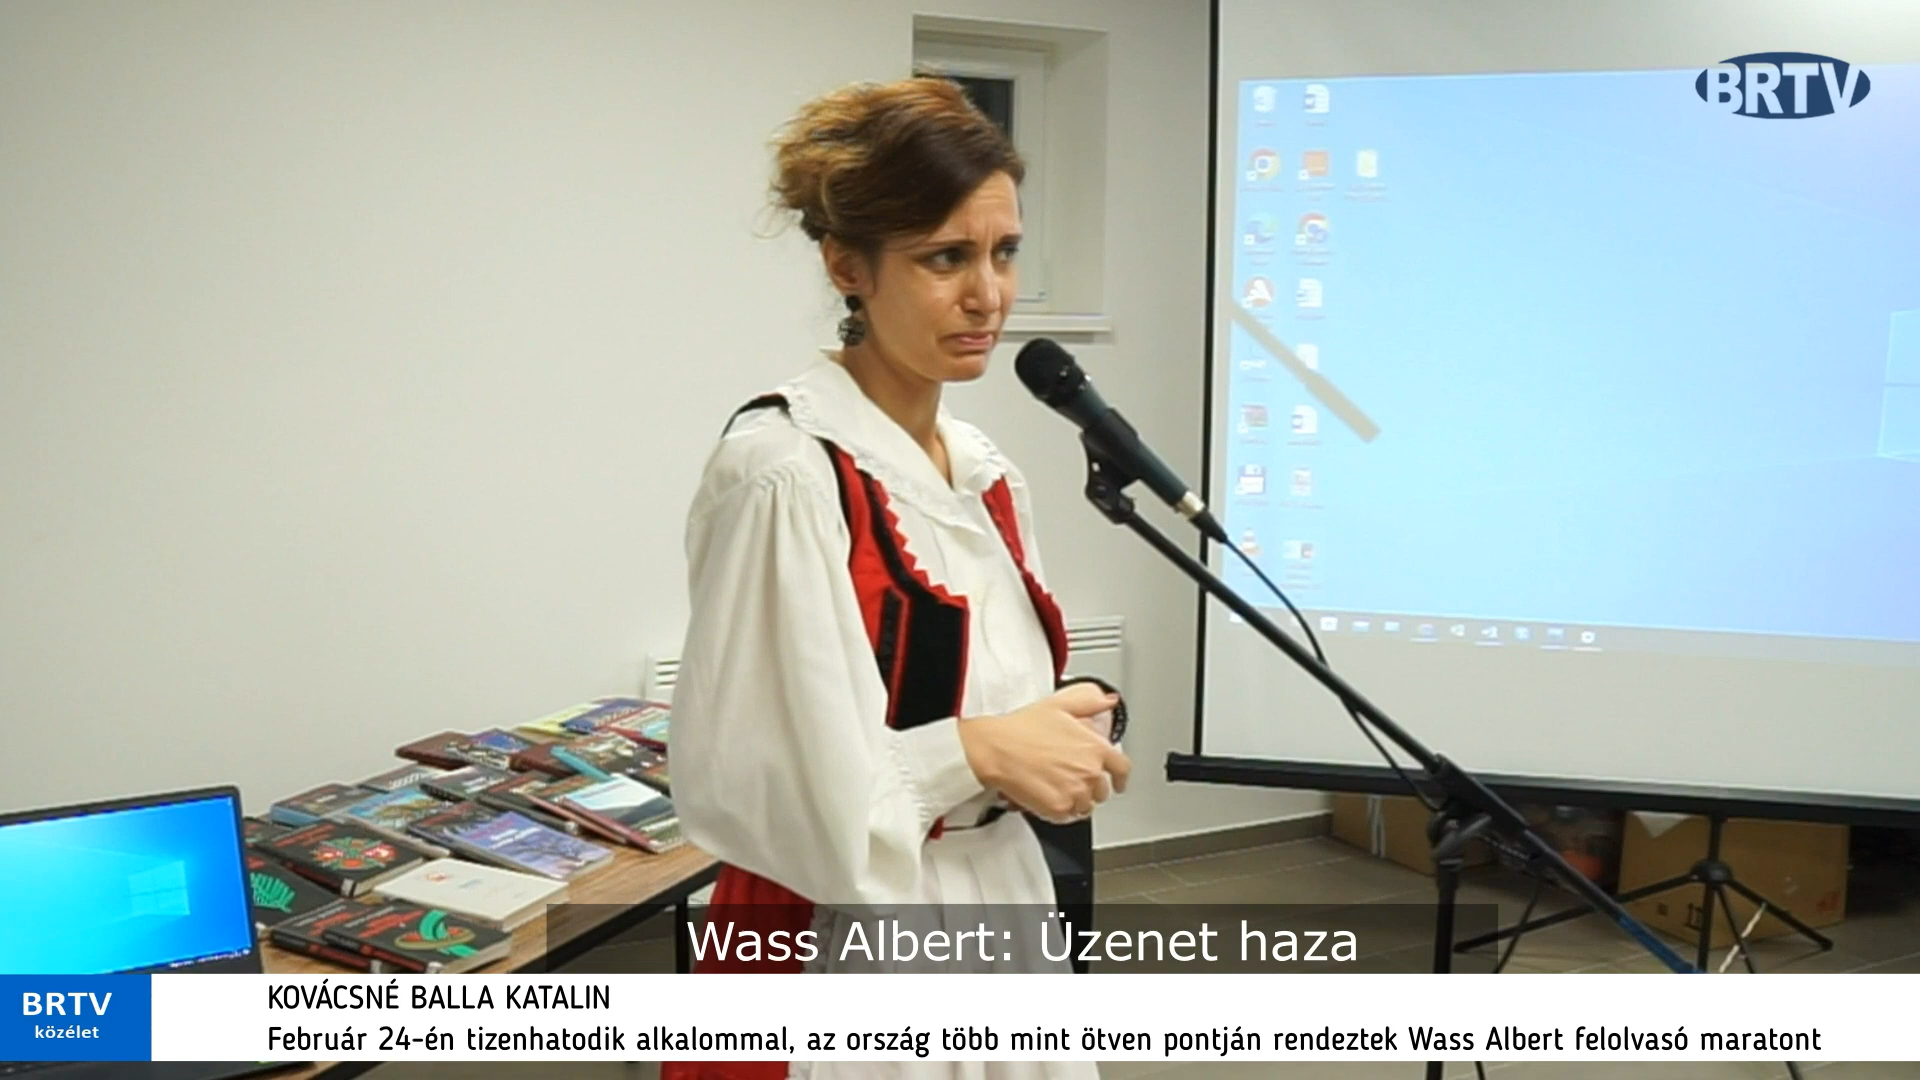 BRTV
Wass Albert: Üzenet haza
BRTV
közélet
KOVÁCSNÉ BALLA KATALIN
Február 24-én tizenhatodik alkalommal, az ország több mint ötven pontján rendeztek Wass Albert felolvasó maratont